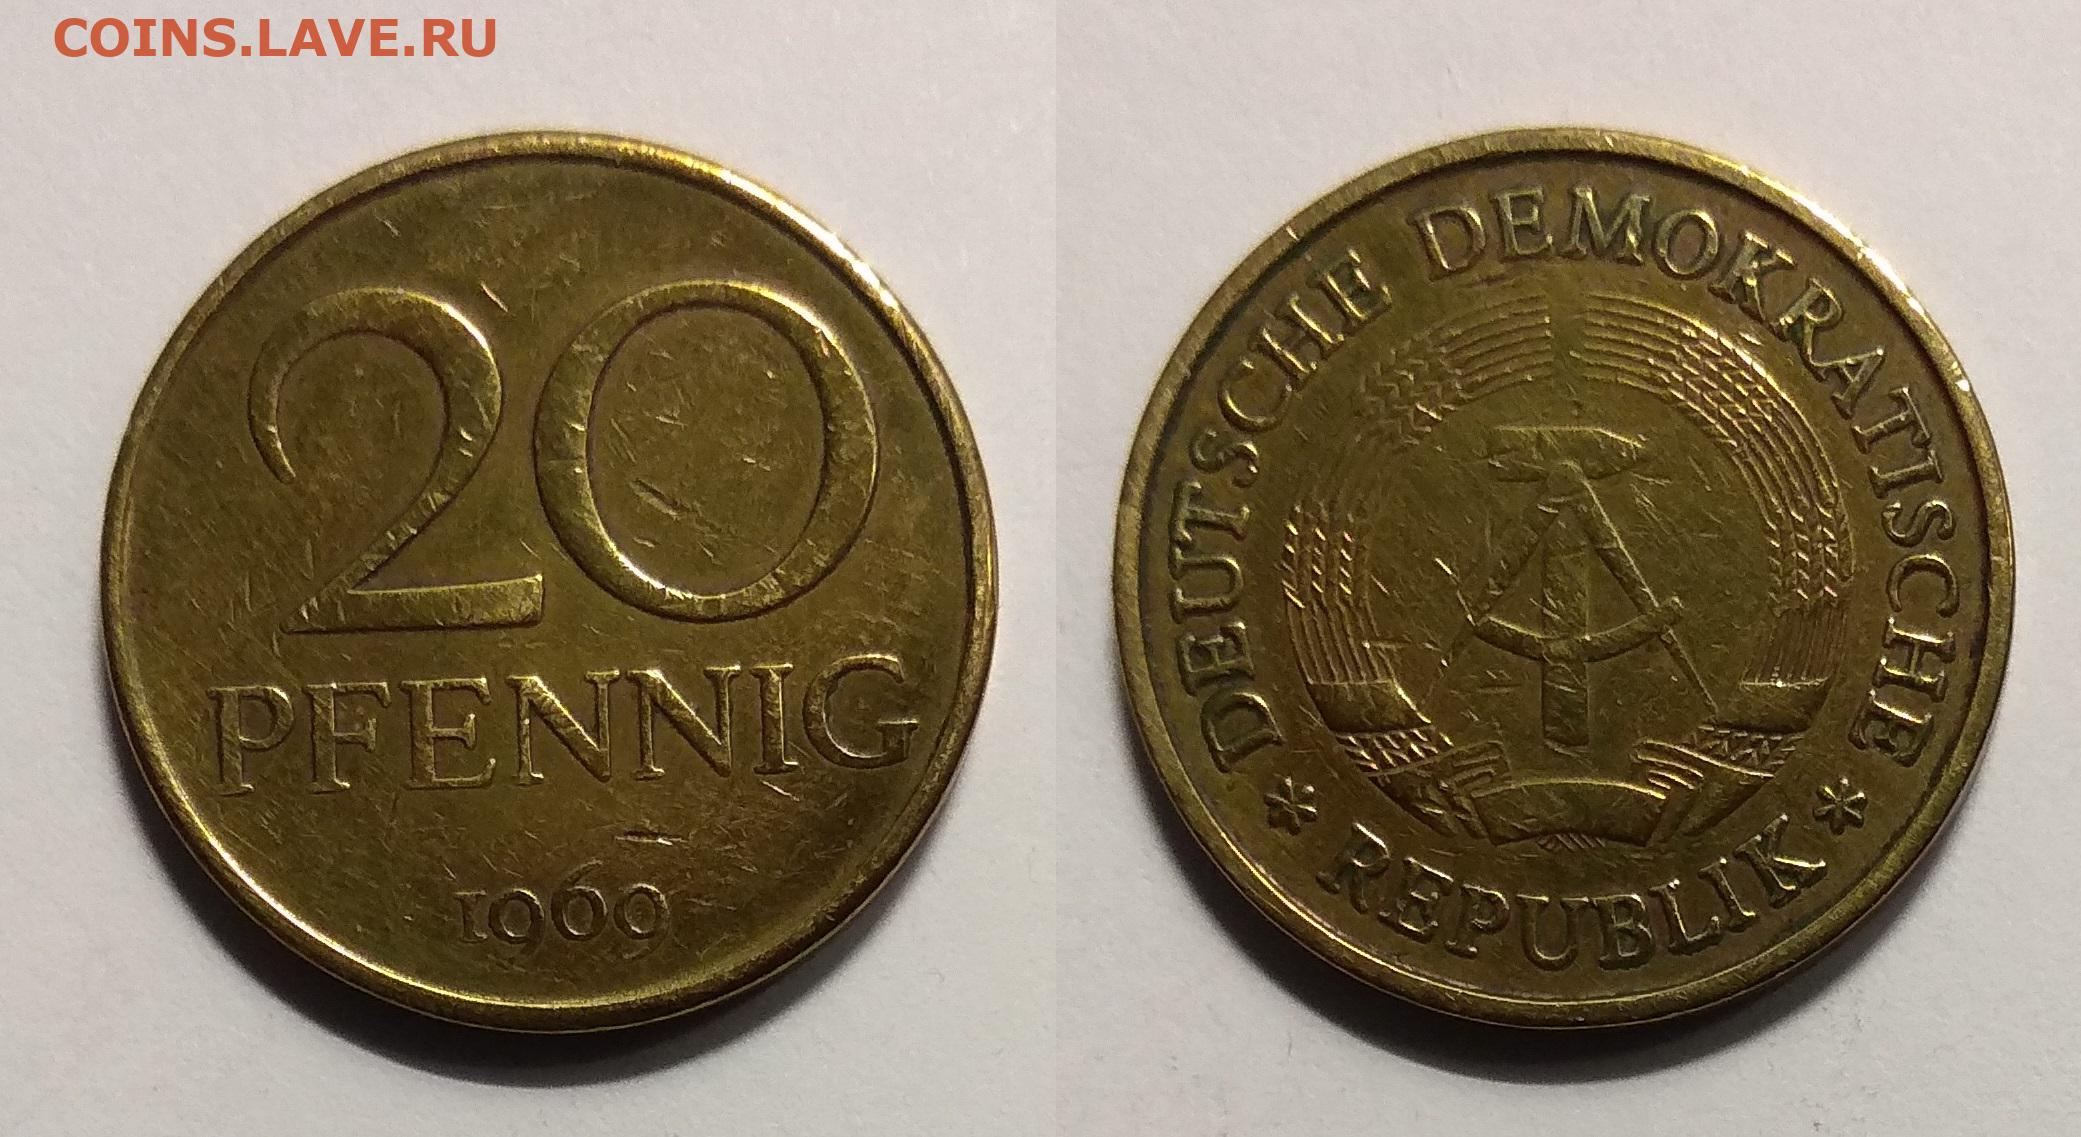 COINS.LAVE.RU
20
PFENNIG
1969
* DEUTSCHE DEMOKRATISCHE *
REPUBLIK